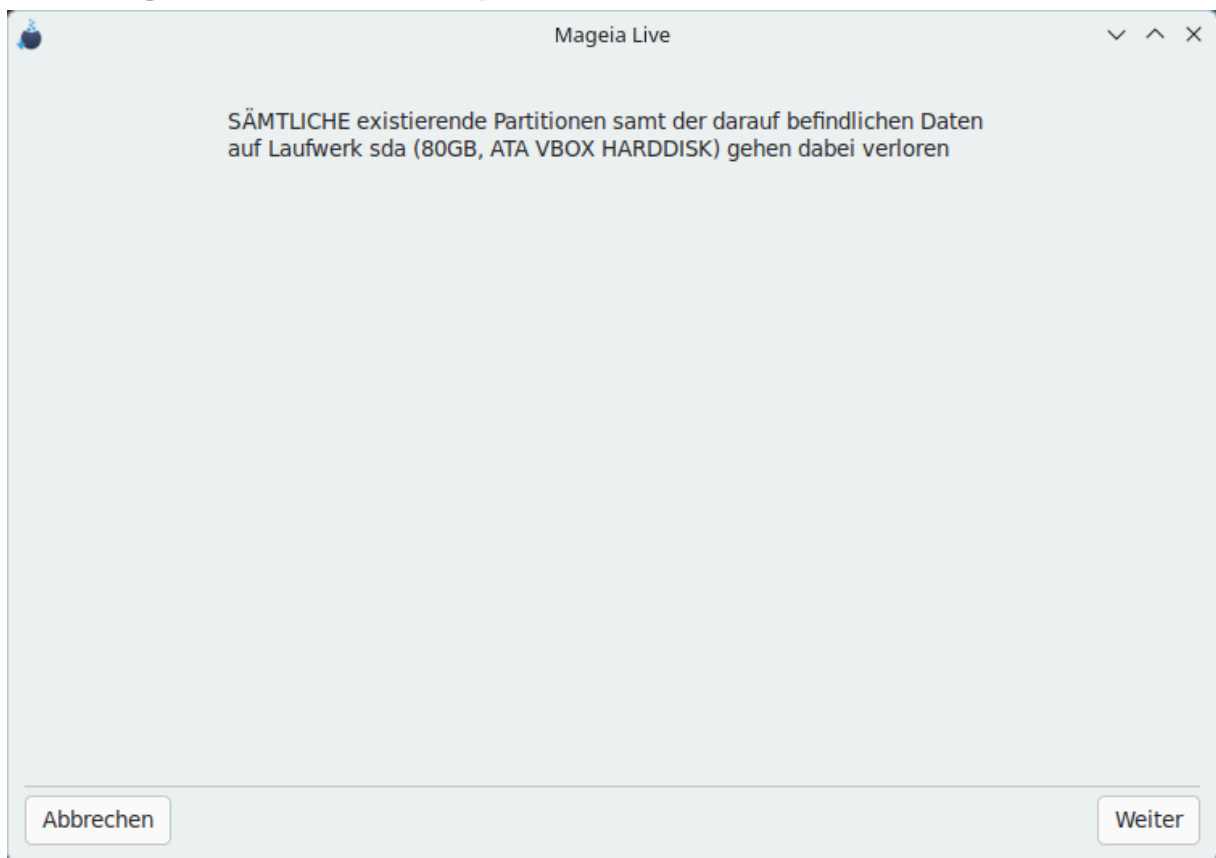 Mageia Live
SÄMTLICHE existierende Partitionen samt der darauf befindlichen Daten
auf Laufwerk sda (80GB, ATA VBOX HARDDISK) gehen dabei verloren
Abbrechen
Weiter